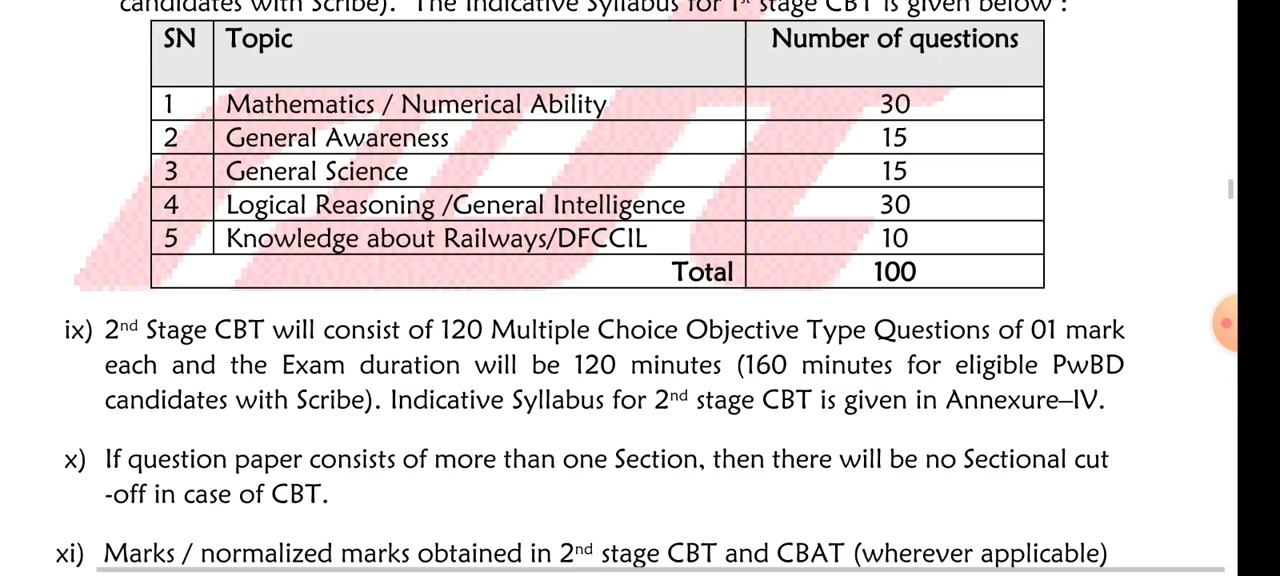 candidates with Scribe). The Indicative Syllabus for 1st stage CBT is given below :
SN Topic Number of questions
1 Mathematics / Numerical Ability 30
2 General Awareness 15
3 General Science 15
4 Logical Reasoning /General Intelligence 30
5 Knowledge about Railways/DFCCIL 10
Total 100
ix) 2nd Stage CBT will consist of 120 Multiple Choice Objective Type Questions of 01 mark
each and the Exam duration will be 120 minutes (160 minutes for eligible PwBD
candidates with Scribe). Indicative Syllabus for 2nd stage CBT is given in Annexure–IV.
x) If question paper consists of more than one Section, then there will be no Sectional cut
-off in case of CBT.
xi) Marks / normalized marks obtained in 2nd stage CBT and CBAT (wherever applicable)